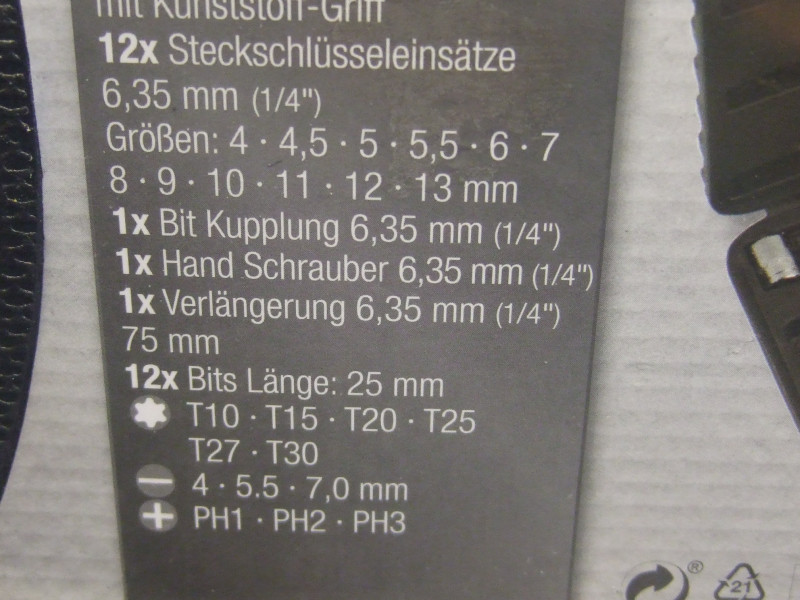 mit Kunststoff-Griff
12x Steckschlüsseleinsätze
6,35 mm (1/4")
Größen: 4 · 4,5 · 5 · 5,5 · 6 · 7
8 · 9 · 10 · 11 · 12 · 13 mm
1x Bit Kupplung 6,35 mm (1/4")
1x Hand Schrauber 6,35 mm (1/4")
1x Verlängerung 6,35 mm (1/4")
75 mm
12x Bits Länge: 25 mm
T10 · T15 · T20 · T25
T27 · T30
4 · 5.5 · 7,0 mm
PH1 · PH2 · PH3
®
21